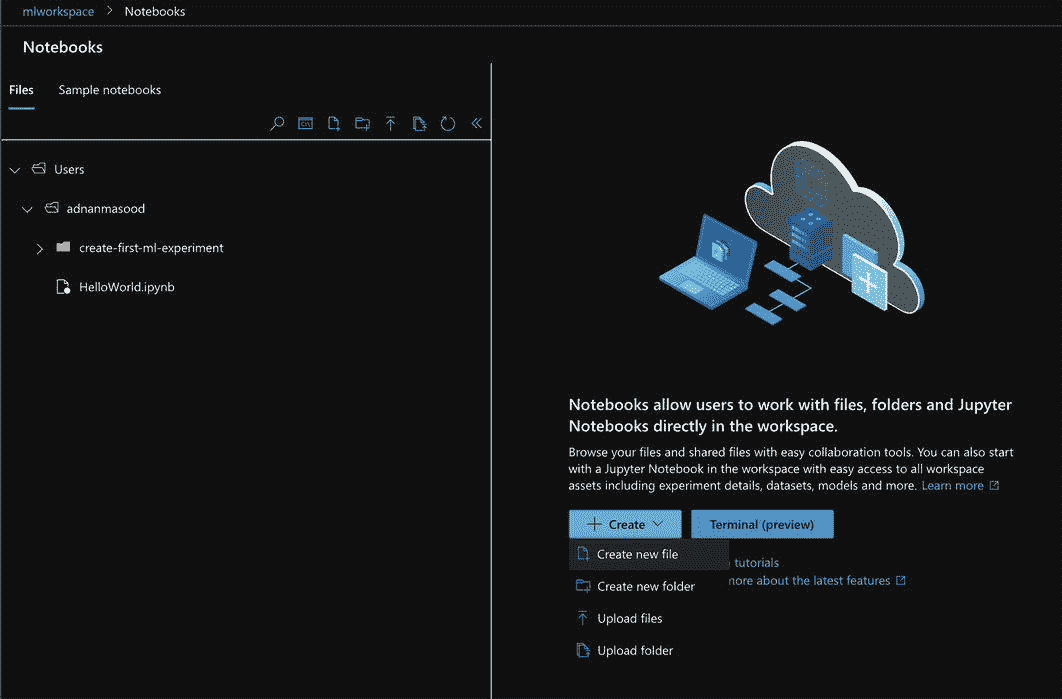 mlworkspace > Notebooks
Notebooks
Files Sample notebooks
Users
adnanmasood
create-first-ml-experiment
HelloWorld.ipynb
Notebooks allow users to work with files, folders and Jupyter
Notebooks directly in the workspace.
Browse your files and shared files with easy collaboration tools. You can also start
with a Jupyter Notebook in the workspace with easy access to all workspace
assets including experiment details, datasets, models and more. Learn more
Create Terminal (preview)
Create new file
tutorials
more about the latest features
Create new folder
Upload files
Upload folder